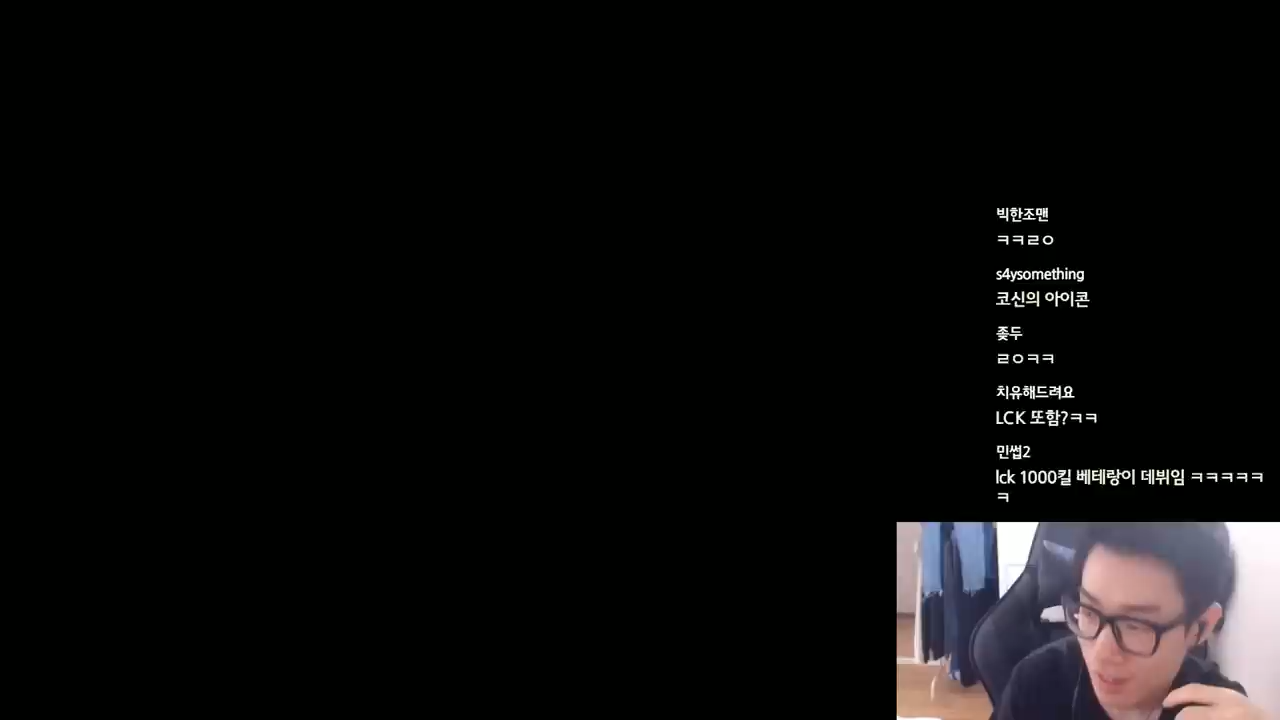 빅한조맨
ㅋㅋㄹㅇ
s4ysomething
코신의 아이콘
좆두
ㄹㅇㅋㅋ
치유해드려요
LCK 또함?ㅋㅋ
민썹2
lck 1000킬 베테랑이 데뷔임 ㅋㅋㅋㅋㅋ
ㅋ